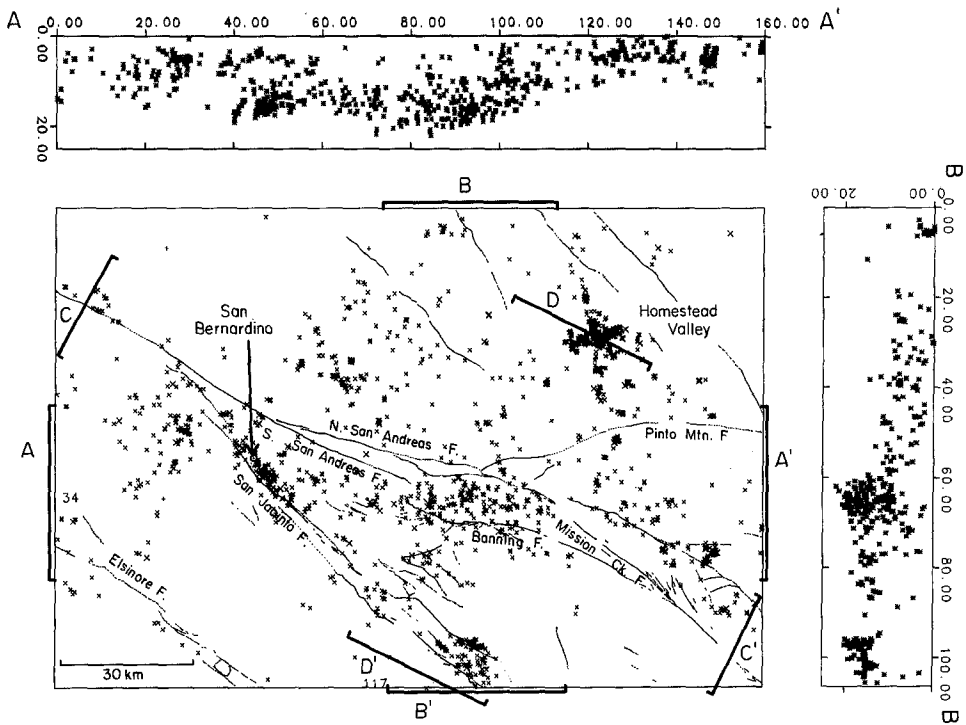 A
0.00
20.00
40.00
60.00
80.00
100.00
120.00
140.00
160.00
A'
0.00
20.00
B
B
20.00
0.00
0.00
20.00
40.00
60.00
80.00
100.00
B
C
San
Bernardino
D
Homestead
Valley
N. San Andreas F.
S. San Andreas F.
Pinto Mtn. F
A
A'
34
San Jacinto F.
Banning F.
Mission Ck. F.
Elsinore F.
30 km
D'
117
B'
C'